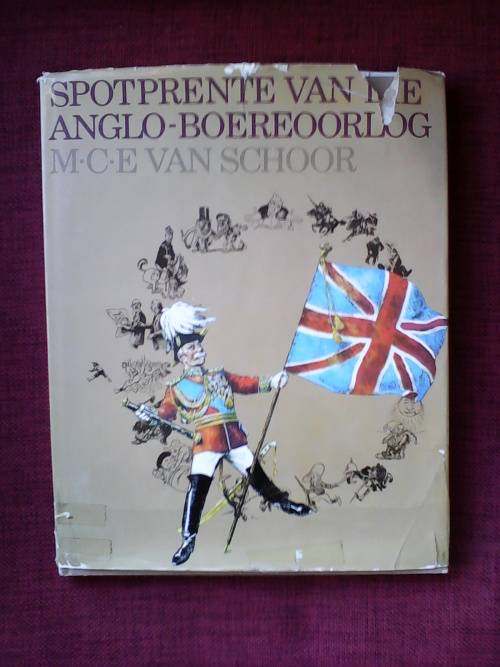 SPOTPRENTE VAN DIE
ANGLO-BOEREOORLOG
M·C·E VAN SCHOOR